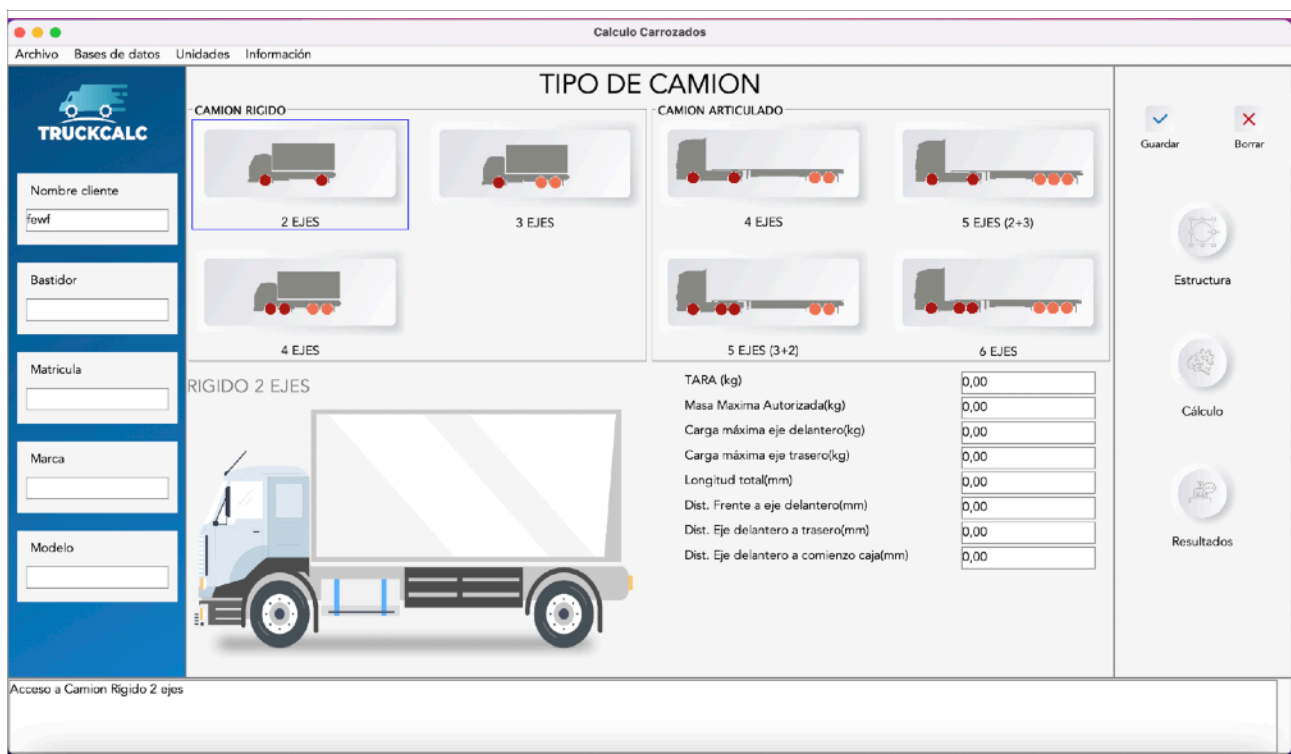 Calculo Carrozados
Archivo Bases de datos Unidades Información
TRUCKCALC
Nombre cliente
fewf
Bastidor
Matricula
Marca
Modelo
TIPO DE CAMION
CAMION RIGIDO
2 EJES
3 EJES
4 EJES
CAMION ARTICULADO
4 EJES
5 EJES (2+3)
5 EJES (3+2)
6 EJES
RIGIDO 2 EJES
TARA (kg) 0,00
Masa Maxima Autorizada(kg) 0,00
Carga máxima eje delantero(kg) 0,00
Carga máxima eje trasero(kg) 0,00
Longitud total(mm) 0,00
Dist. Frente a eje delantero(mm) 0,00
Dist. Eje delantero a trasero(mm) 0,00
Dist. Eje delantero a comienzo caja(mm) 0,00
Guardar Borrar
Estructura
Cálculo
Resultados
Acceso a Camion Rígido 2 ejes